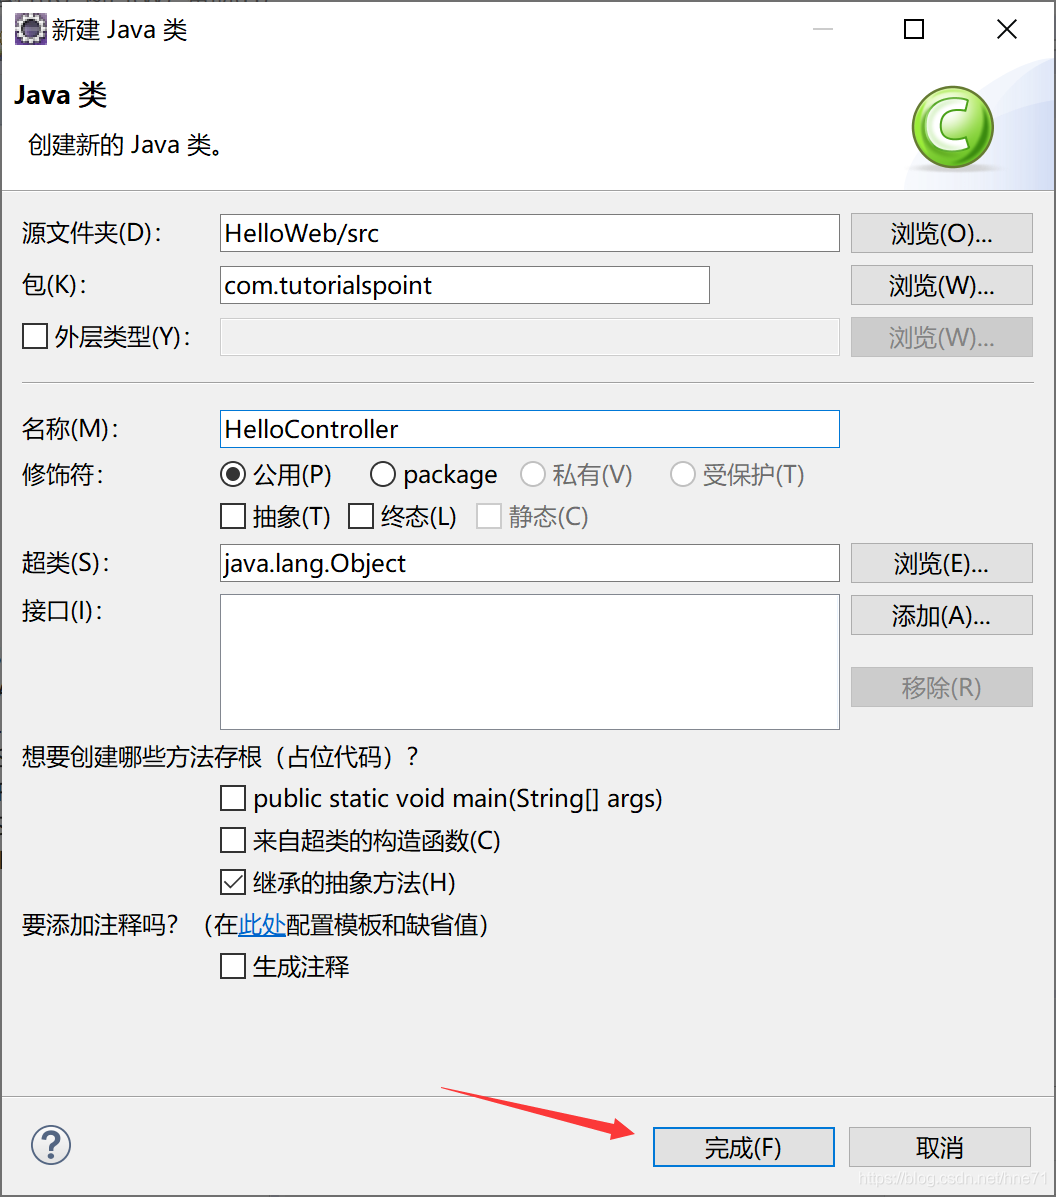 新建 Java 类
Java 类
创建新的 Java 类。
源文件夹(D)： HelloWeb/src 浏览(O)...
包(K)： com.tutorialspoint 浏览(W)...
外层类型(Y)： 浏览(W)...
名称(M)： HelloController
修饰符： 公用(P) package 私有(V) 受保护(T)
抽象(T) 终态(L) 静态(C)
超类(S)： java.lang.Object 浏览(E)...
接口(I)： 添加(A)...
移除(R)
想要创建哪些方法存根（占位代码）？
public static void main(String[] args)
来自超类的构造函数(C)
继承的抽象方法(H)
要添加注释吗？（在此处配置模板和缺省值）
生成注释
完成(F) 取消
https://blog.csdn.net/hne71